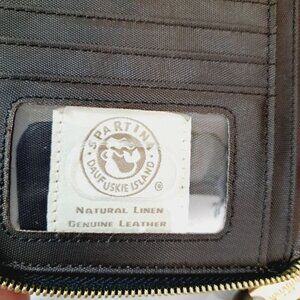 SPARTINA
DAUFUSKIE ISLAND
®
NATURAL LINEN
GENUINE LEATHER